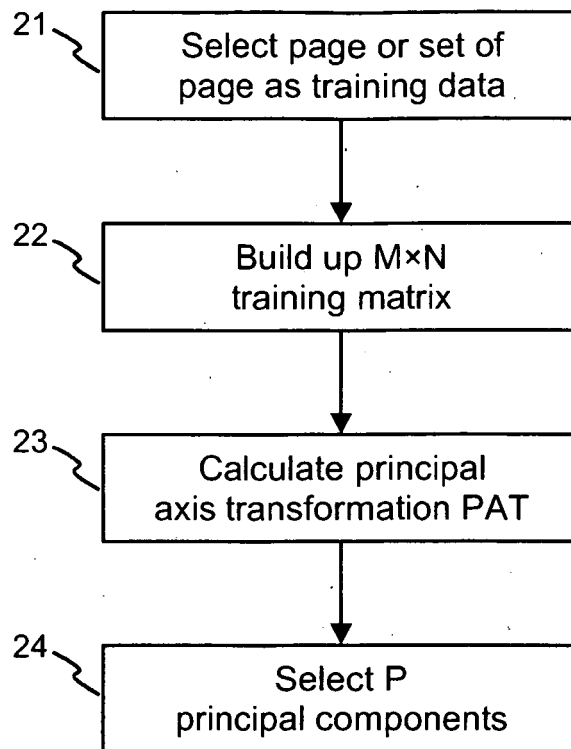 21
Select page or set of
page as training data
22
Build up M×N
training matrix
23
Calculate principal
axis transformation PAT
24
Select P
principal components